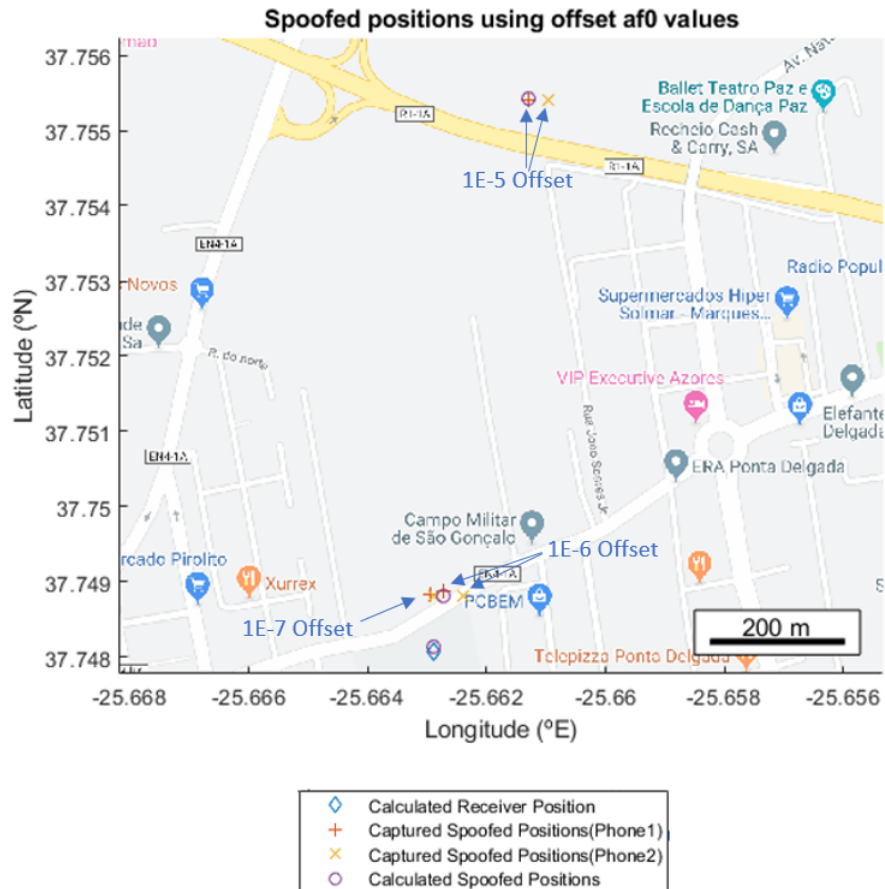 Spoofed positions using offset af0 values
37.756
37.755
37.754
37.753
37.752
37.751
37.75
37.749
37.748
Latitude (ºN)
mao
R1-1A
Av. Nat
Ballet Teatro Paz e
Escola de Dança Paz
Recheio Cash
& Carry, SA
1E-5 Offset
R1-1A
EN4-1A
Novos
Radio Popul
Supermercados Hiper
Solmar - Marques...
de
Sa
R. do norte
VIP Executive Azores
Elefante
Delgada
Rua João Soares Jr.
EN4-1A
ERA Ponta Delgada
Campo Militar
de São Gonçalo
1E-6 Offset
rcado Pirolito
Xurrex
EN4-1A
PCBEM
S
1E-7 Offset
200 m
Telepizza Ponta Delgada
-25.668
-25.666
-25.664
-25.662
-25.66
-25.658
-25.656
Longitude (ºE)
Calculated Receiver Position
Captured Spoofed Positions(Phone1)
Captured Spoofed Positions(Phone2)
Calculated Spoofed Positions